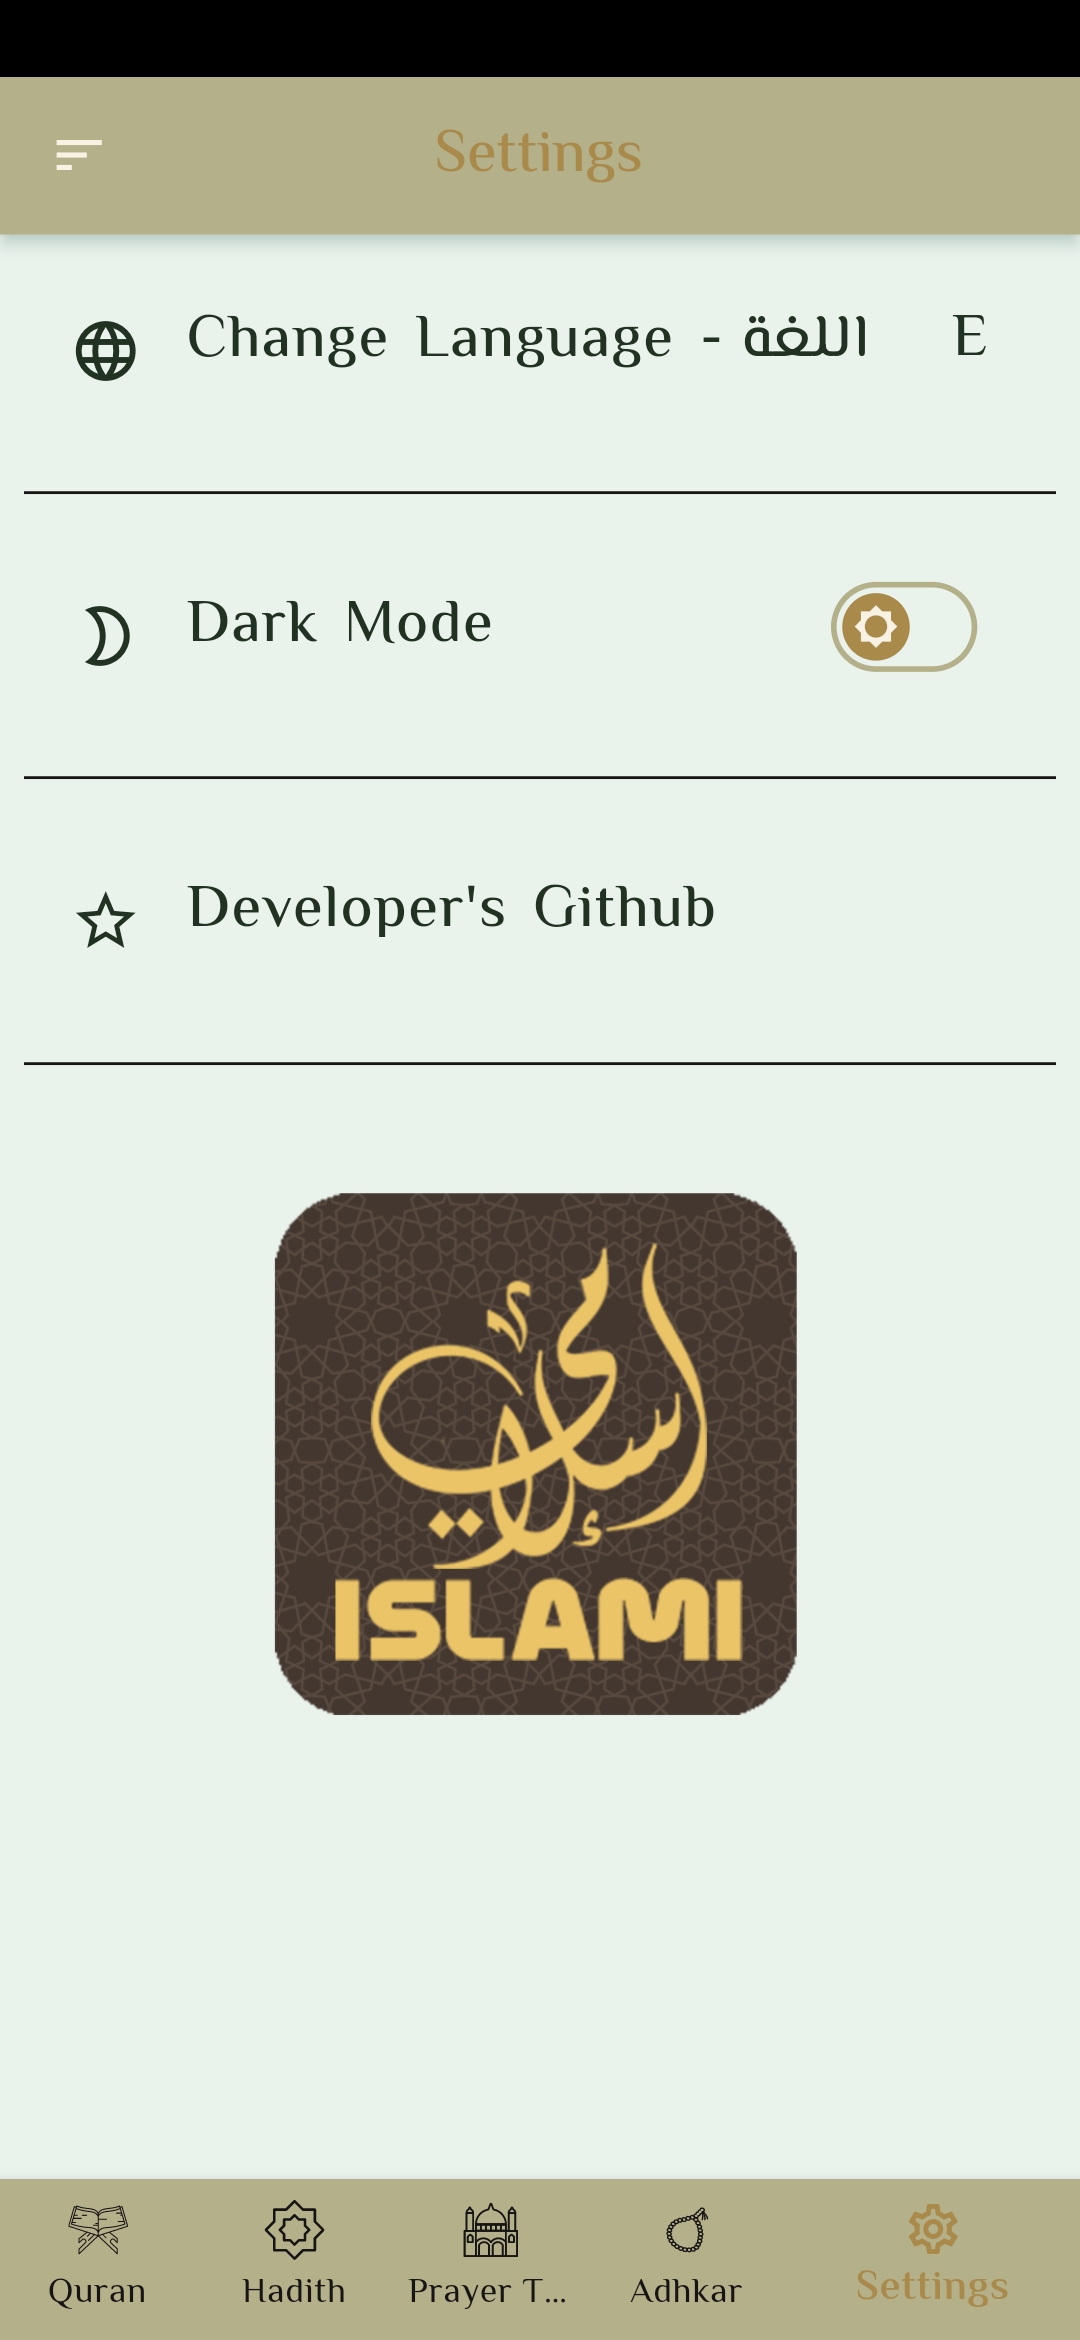 Settings
Change Language - اللغة E
Dark Mode
Developer's Github
إسلامي
ISLAMI
Quran Hadith Prayer T... Adhkar Settings